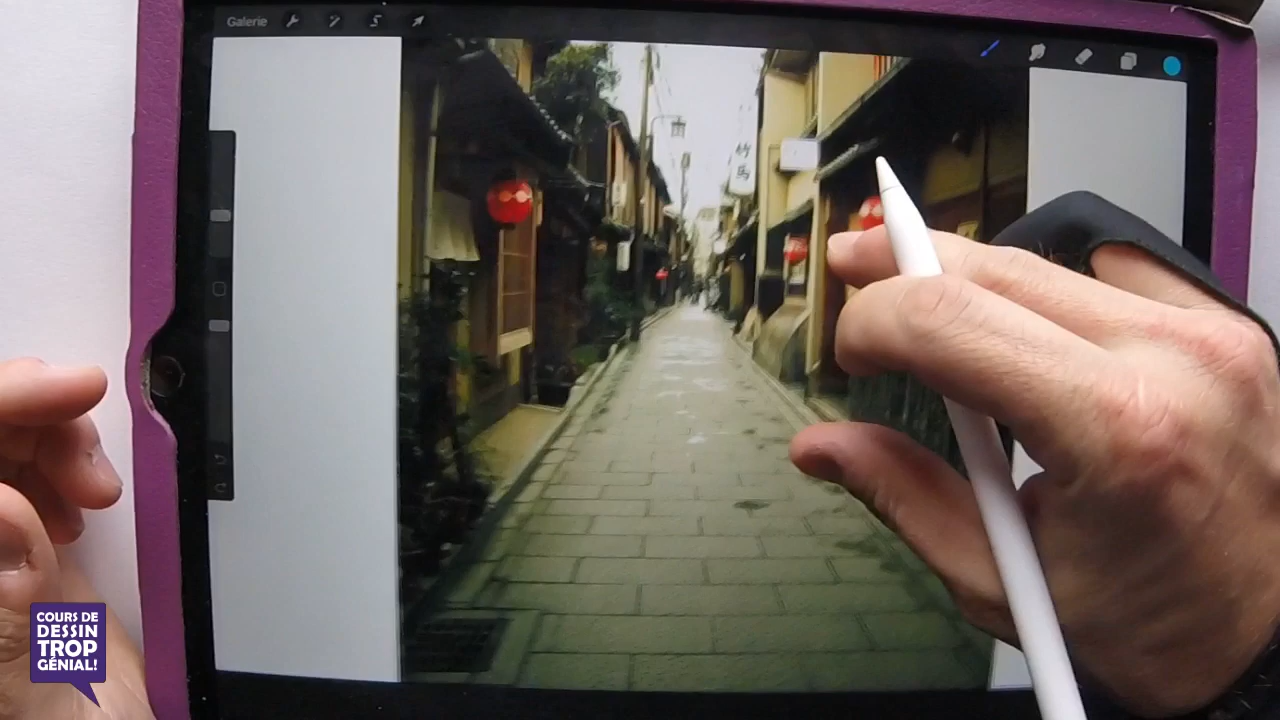 Galerie
竹
馬
COURS DE
DESSIN
TROP
GÉNIAL!